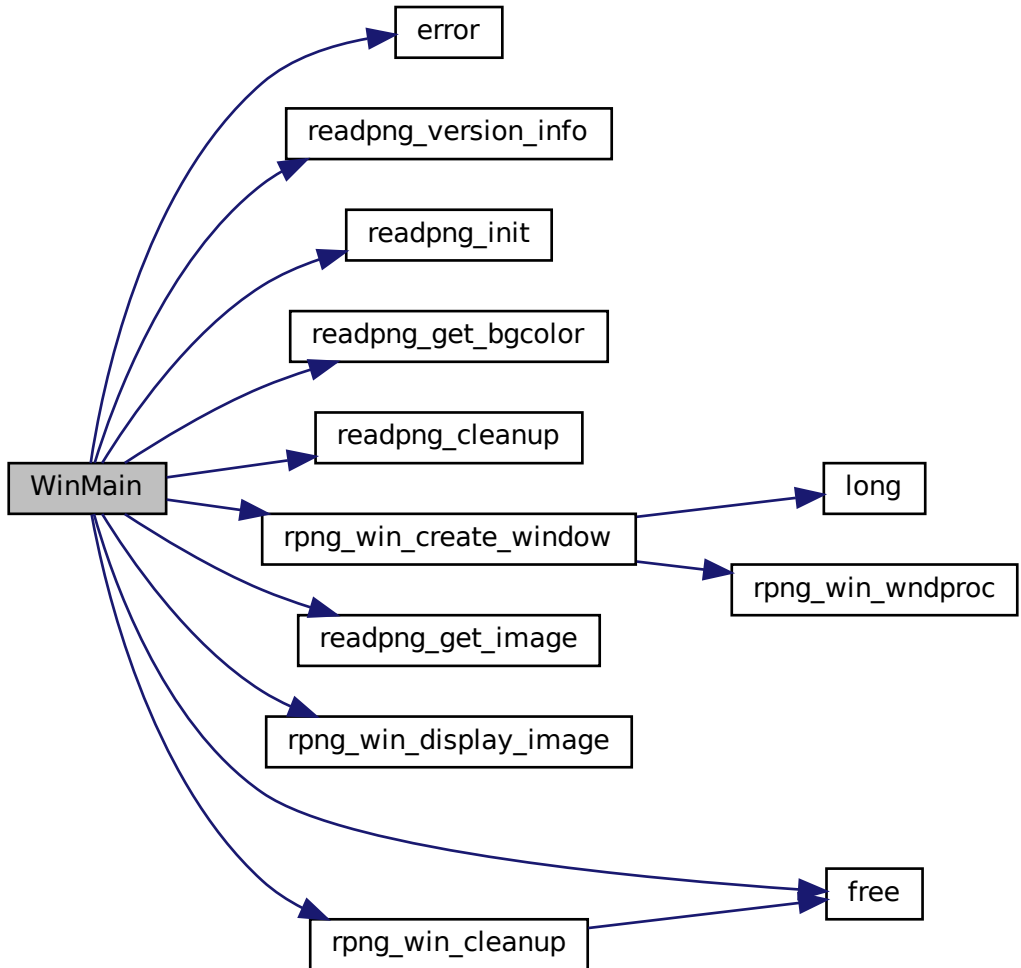 error
readpng_version_info
readpng_init
readpng_get_bgcolor
readpng_cleanup
WinMain
long
rpng_win_create_window
rpng_win_wndproc
readpng_get_image
rpng_win_display_image
free
rpng_win_cleanup